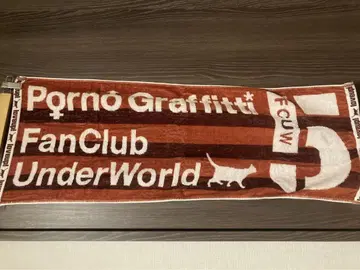 Porno Graffitti
FanClub
UnderWorld
FCUW
5